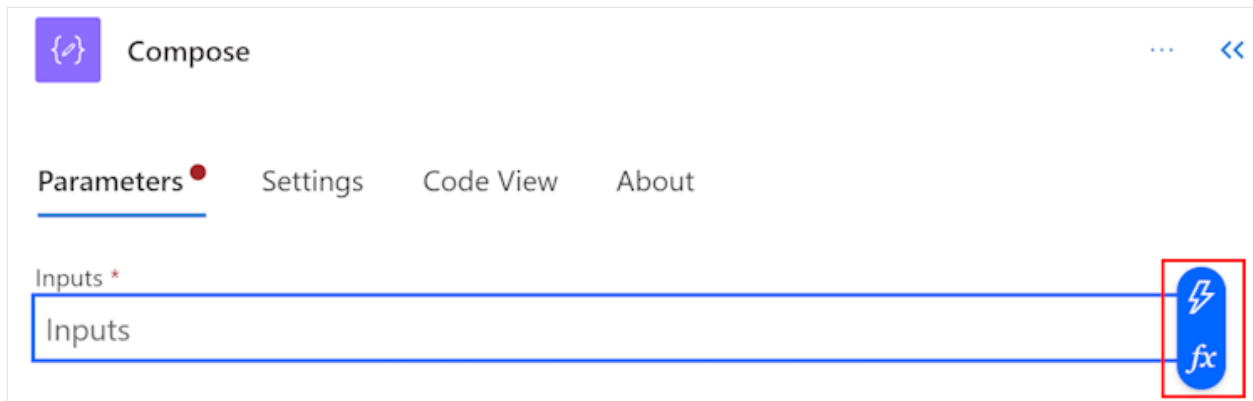 Compose
Parameters Settings Code View About
Inputs *
Inputs
fx